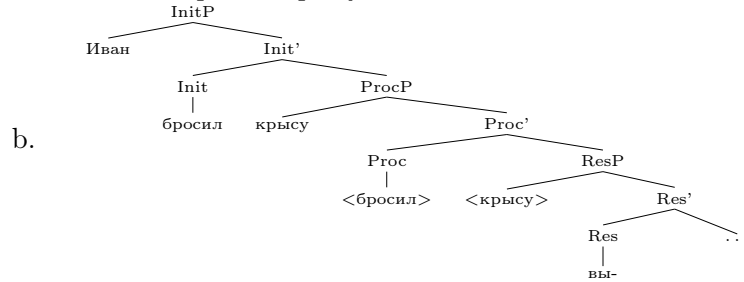 InitP
Иван Init'
Init ProcP
бросил крысу Proc'
b.
Proc ResP
<бросил> <крысу> Res'
Res ..
вы-